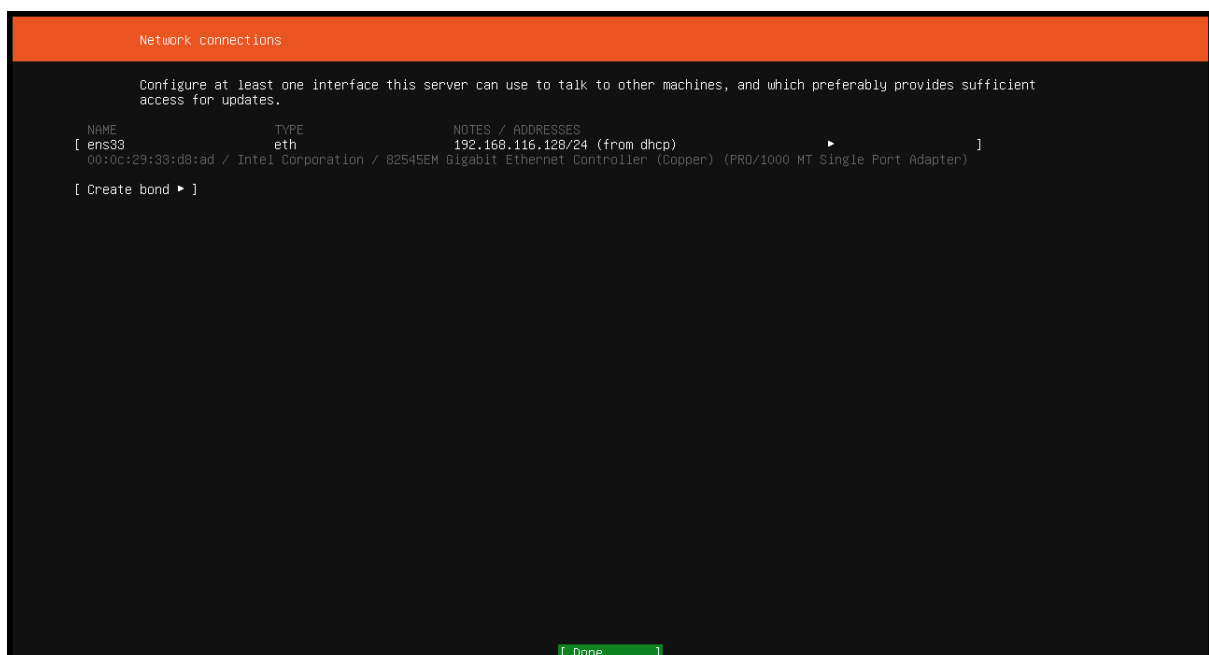 Network connections
Configure at least one interface this server can use to talk to other machines, and which preferably provides sufficient
access for updates.
NAME TYPE NOTES / ADDRESSES
[ ens33 eth 192.168.116.128/24 (from dhcp) ▸ ]
00:0c:29:33:d8:ad / Intel Corporation / 82545EM Gigabit Ethernet Controller (Copper) (PRO/1000 MT Single Port Adapter)
[ Create bond ▸ ]
[ Done ]